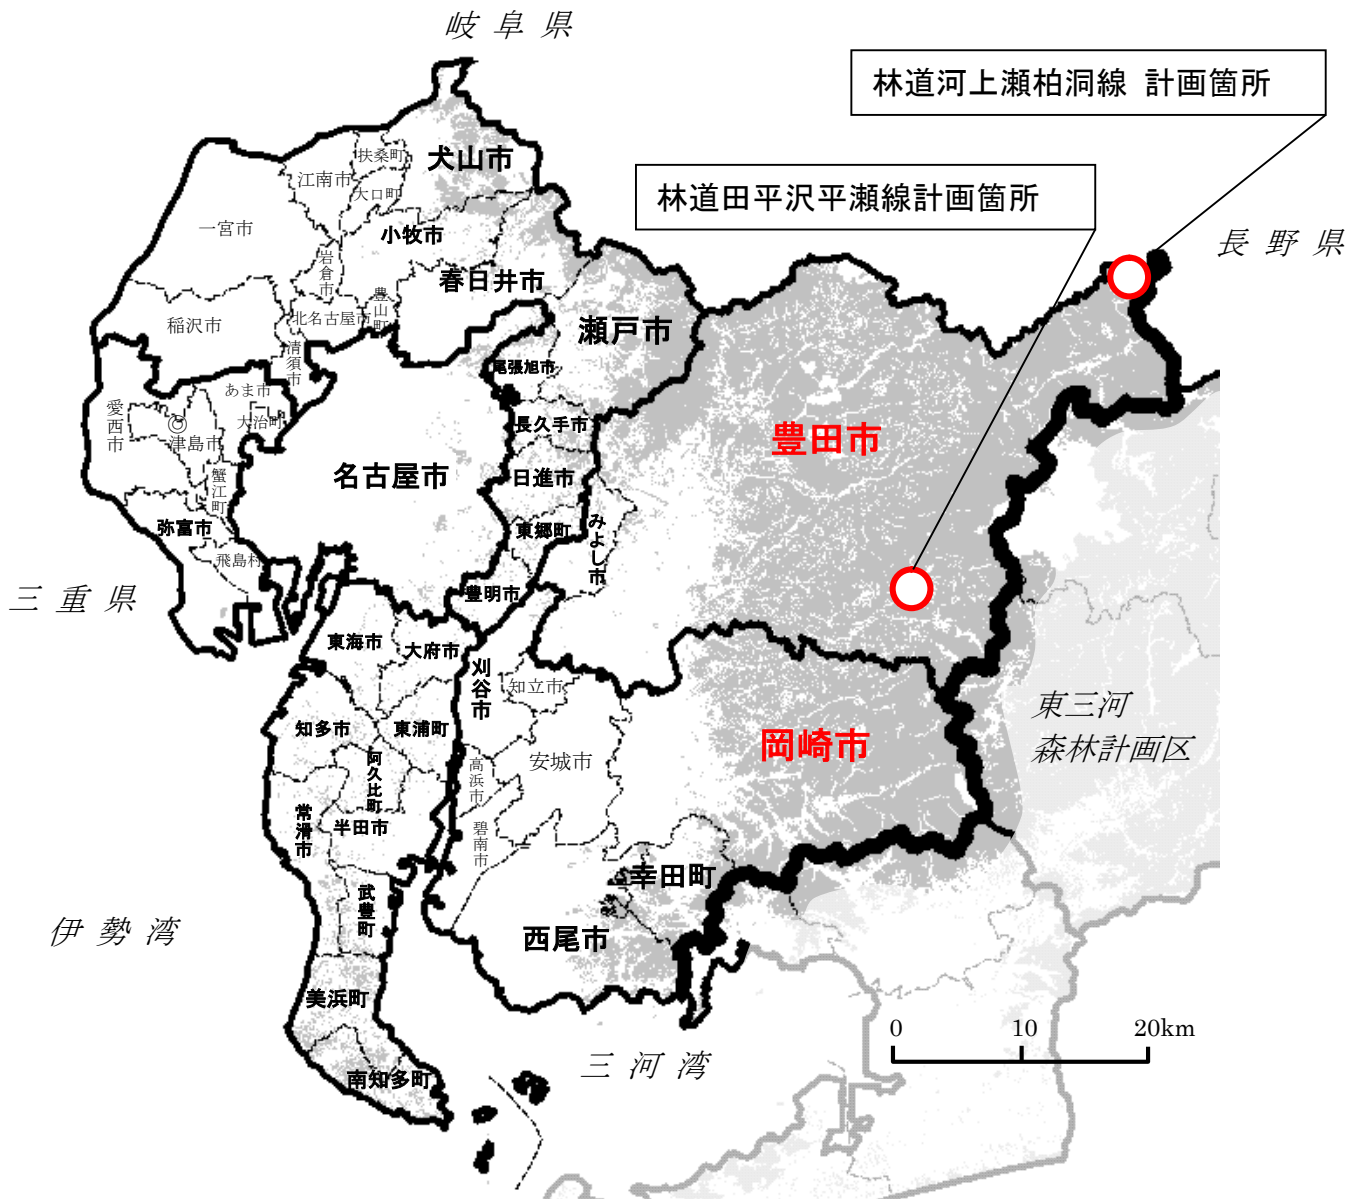 岐阜県
林道河上瀬柏洞線 計画箇所
林道田平沢平瀬線計画箇所
長野県
扶桑町
犬山市
江南市
大口町
一宮市
小牧市
岩倉市
春日井市
豊山町
北名古屋市
稲沢市
瀬戸市
清須市
尾張旭市
あま市
愛西市
大治町
津島市
長久手市
豊田市
名古屋市
日進市
蟹江町
弥富市
東郷町
みよし市
飛島村
三重県
豊明市
東海市
大府市
刈谷市
知立市
知多市
東浦町
東三河
森林計画区
岡崎市
阿久比町
安城市
高浜市
常滑市
半田市
碧南市
幸田町
武豊町
伊勢湾
西尾市
美浜町
0 10 20km
三河湾
南知多町